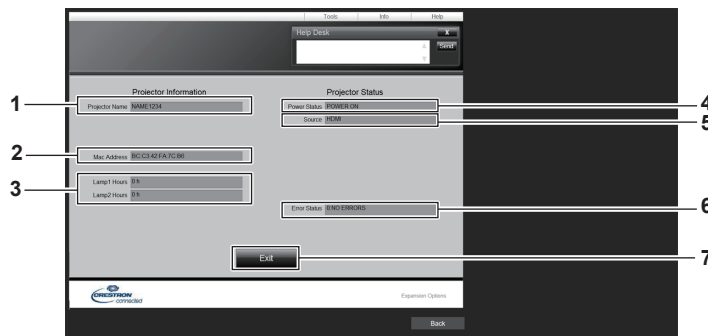 Tools Info Help
Help Desk X
Send
Projector Information Projector Status
1 Projector Name NAME1234 Power Status POWER ON 4
Source HDMI 5
2 Mac Address BC:C3:42:FA:7C:B6
3 Lamp1 Hours 0 h
Lamp2 Hours 0 h
Error Status 0:NO ERRORS 6
Exit 7
CRESTRON
connected
Expansion Options
Back